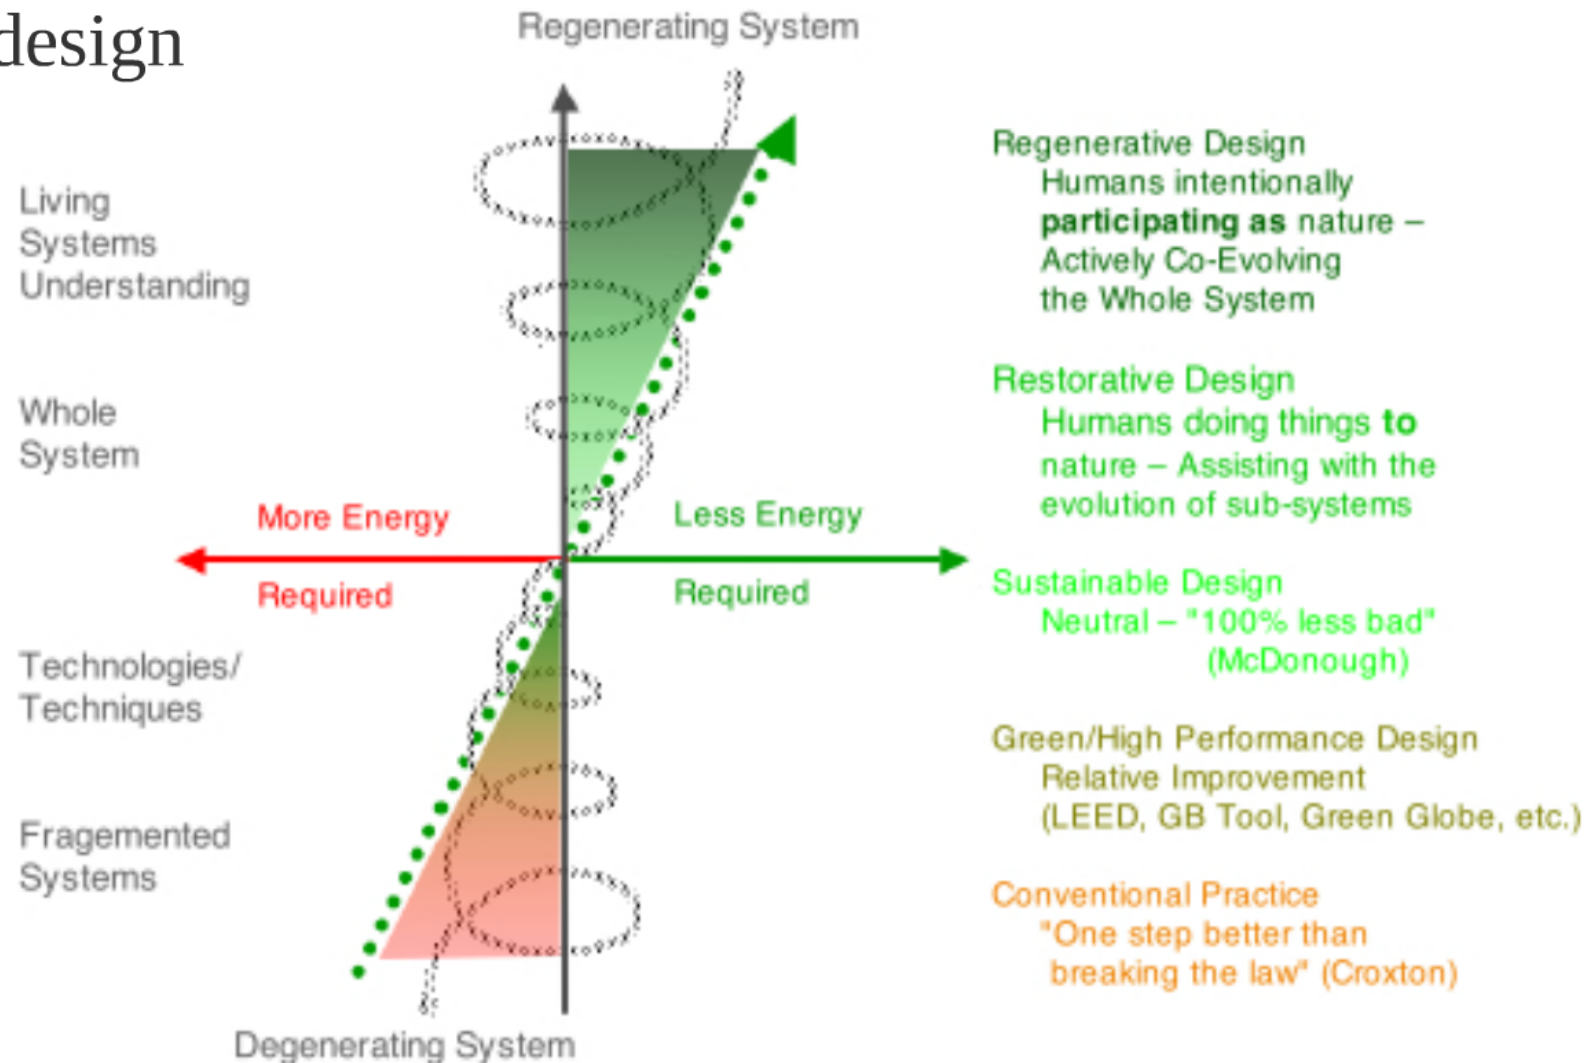 design
Regenerating System
Living
Systems
Understanding
Whole
System
More Energy
Required
Less Energy
Required
Technologies/
Techniques
Fragemented
Systems
Degenerating System
Regenerative Design
Humans intentionally
participating as nature –
Actively Co-Evolving
the Whole System
Restorative Design
Humans doing things to
nature – Assisting with the
evolution of sub-systems
Sustainable Design
Neutral – "100% less bad"
(McDonough)
Green/High Performance Design
Relative Improvement
(LEED, GB Tool, Green Globe, etc.)
Conventional Practice
"One step better than
breaking the law" (Croxton)